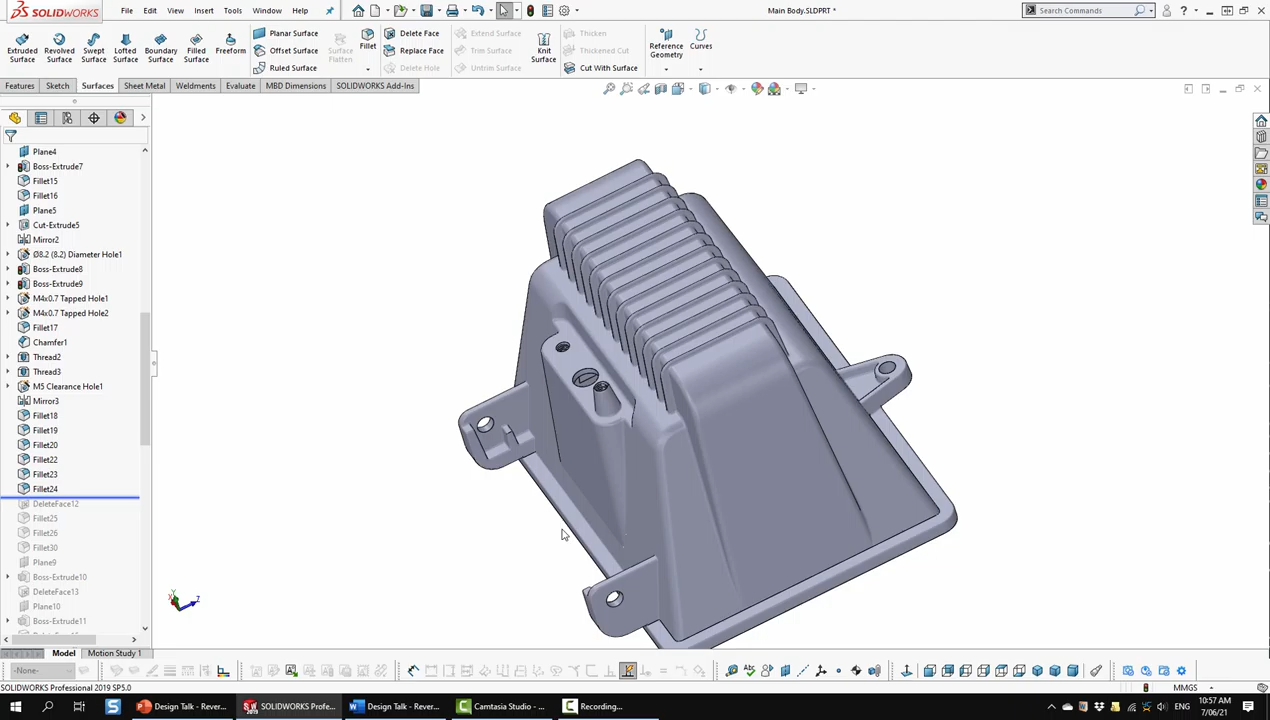 SOLIDWORKS
File Edit View Insert Tools Window Help
Main Body.SLDPRT *
Search Commands
Extruded Surface
Revolved Surface
Swept Surface
Lofted Surface
Boundary Surface
Filled Surface
Freeform
Planar Surface
Offset Surface
Ruled Surface
Surface Flatten
Fillet
Delete Face
Replace Face
Delete Hole
Extend Surface
Trim Surface
Untrim Surface
Knit Surface
Thicken
Thickened Cut
Cut With Surface
Reference Geometry
Curves
Features Sketch Surfaces Sheet Metal Weldments Evaluate MBD Dimensions SOLIDWORKS Add-Ins
Plane4
Boss-Extrude7
Fillet15
Fillet16
Plane5
Cut-Extrude5
Mirror2
Ø8.2 (8.2) Diameter Hole1
Boss-Extrude8
Boss-Extrude9
M4x0.7 Tapped Hole1
M4x0.7 Tapped Hole2
Fillet17
Chamfer1
Thread2
Thread3
M5 Clearance Hole1
Mirror3
Fillet18
Fillet19
Fillet20
Fillet22
Fillet23
Fillet24
DeleteFace12
Fillet25
Fillet26
Fillet30
Plane9
Boss-Extrude10
DeleteFace13
Plane10
Boss-Extrude11
Model Motion Study 1
-None-
SOLIDWORKS Professional 2019 SP5.0
MMGS
Design Talk - Rever...
SOLIDWORKS Profe...
Design Talk - Rever...
Camtasia Studio - ...
Recording...
ENG
10:57 AM
7/06/21